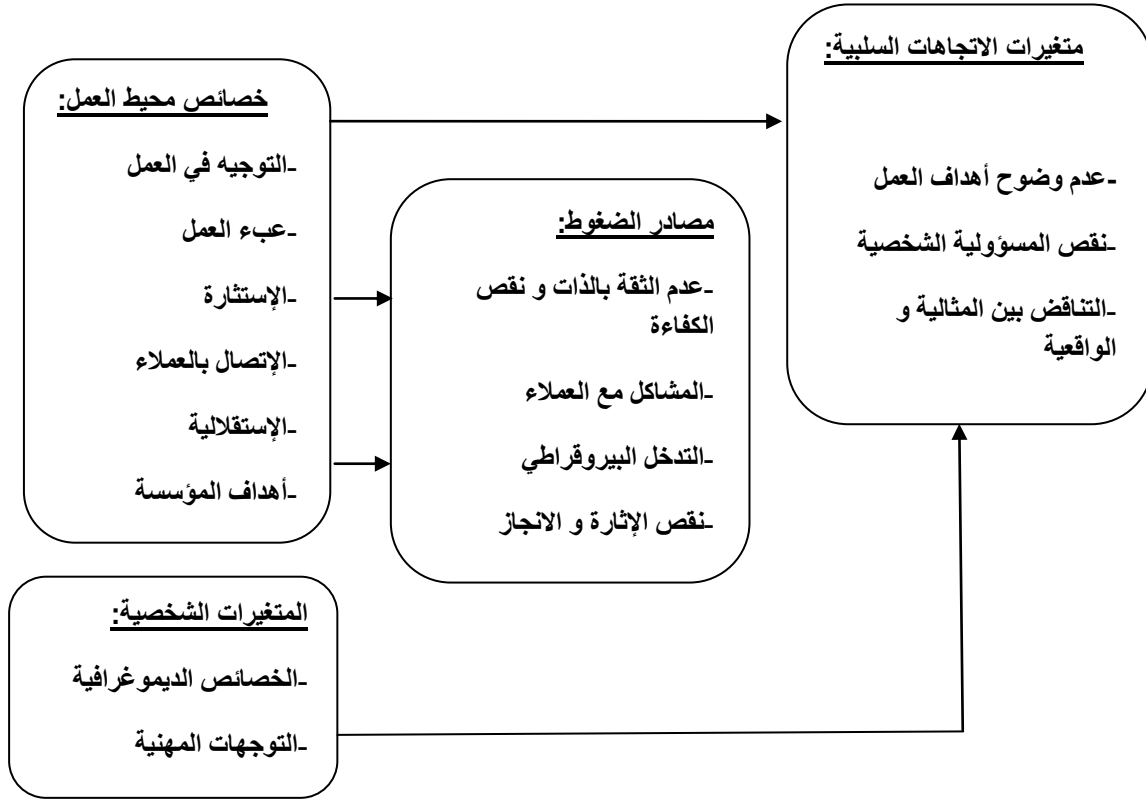 متغيرات الاتجاهات السلبية:
-عدم وضوح أهداف العمل
-نقص المسؤولية الشخصية
-التناقض بين المثالية و
الواقعية
خصائص محيط العمل:
-التوجيه في العمل
-عبء العمل
-الإستثارة
-الإتصال بالعملاء
-الإستقلالية
-أهداف المؤسسة
مصادر الضغوط:
-عدم الثقة بالذات و نقص
الكفاءة
-المشاكل مع العملاء
-التدخل البيروقراطي
-نقص الإثارة و الانجاز
المتغيرات الشخصية:
-الخصائص الديموغرافية
-التوجهات المهنية